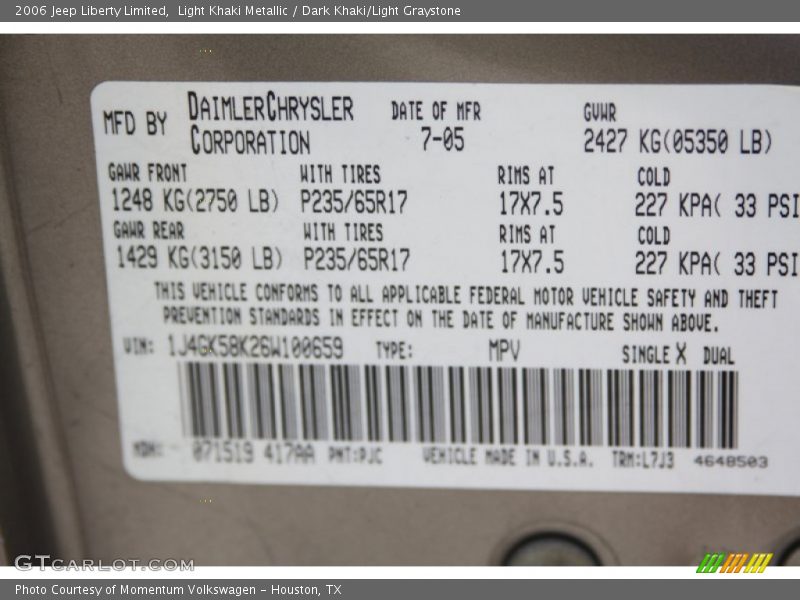 2006 Jeep Liberty Limited,  Light Khaki Metallic / Dark Khaki/Light Graystone
MFD BY DAIMLERCHRYSLER CORPORATION DATE OF MFR 7-05 GVWR 2427 KG(05350 LB)
GAWR FRONT WITH TIRES RIMS AT COLD
1248 KG(2750 LB) P235/65R17 17X7.5 227 KPA( 33 PSI
GAWR REAR WITH TIRES RIMS AT COLD
1429 KG(3150 LB) P235/65R17 17X7.5 227 KPA( 33 PSI
THIS VEHICLE CONFORMS TO ALL APPLICABLE FEDERAL MOTOR VEHICLE SAFETY AND THEFT
PREVENTION STANDARDS IN EFFECT ON THE DATE OF MANUFACTURE SHOWN ABOVE.
VIN: 1J4GK58K26W100659 TYPE: MPV SINGLE X DUAL
MDH: 071519 417AA PNT:PJC VEHICLE MADE IN U.S.A. TRM:L7J3 4648503
GTCARLOT.COM
Photo Courtesy of Momentum Volkswagen - Houston, TX